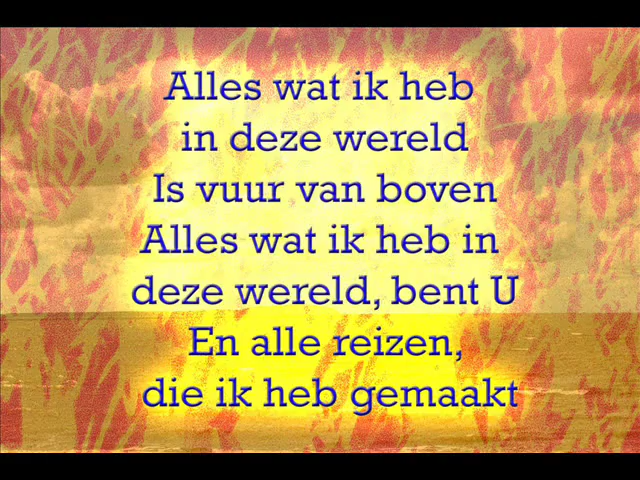 Alles wat ik heb
in deze wereld
Is vuur van boven
Alles wat ik heb in
deze wereld, bent U
En alle reizen,
die ik heb gemaakt